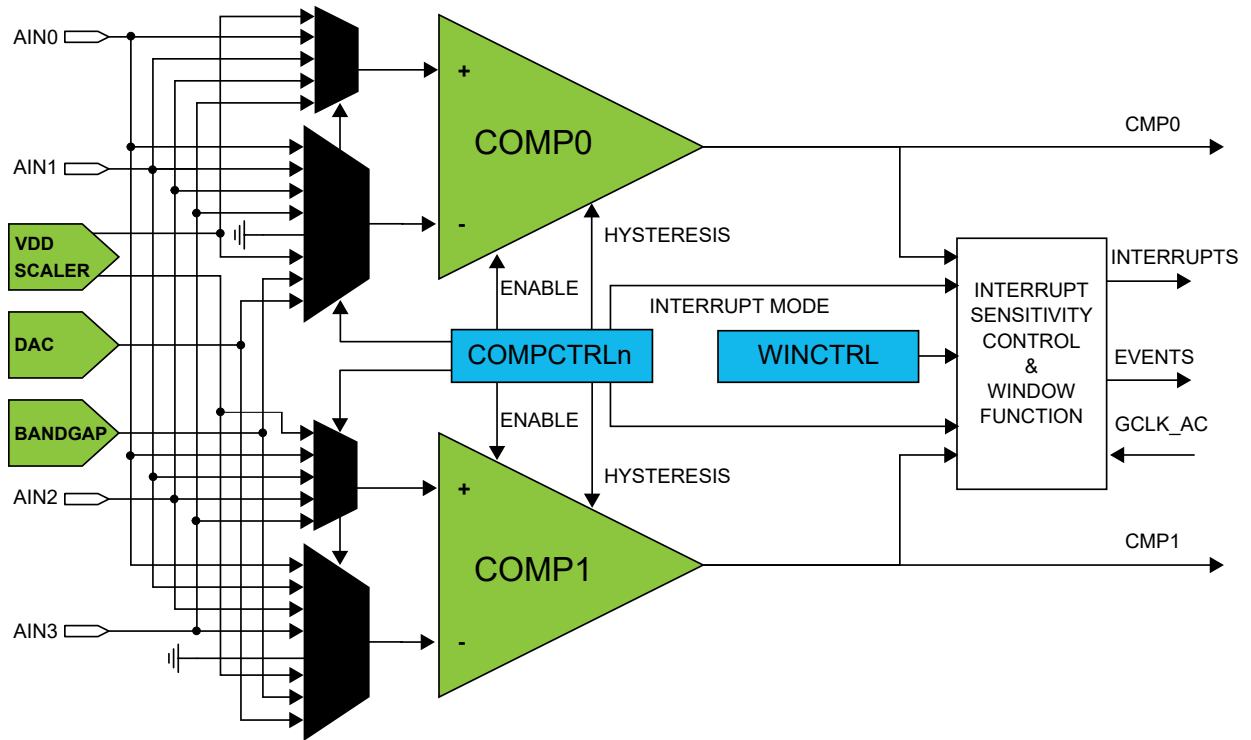 AIN0
+
COMP0
-
CMP0
AIN1
VDD
SCALER
HYSTERESIS
ENABLE
INTERRUPT MODE
INTERRUPTS
INTERRUPT
SENSITIVITY
CONTROL
&
WINDOW
FUNCTION
DAC
COMPCTRLn
WINCTRL
EVENTS
ENABLE
GCLK_AC
BANDGAP
HYSTERESIS
AIN2
+
COMP1
-
CMP1
AIN3